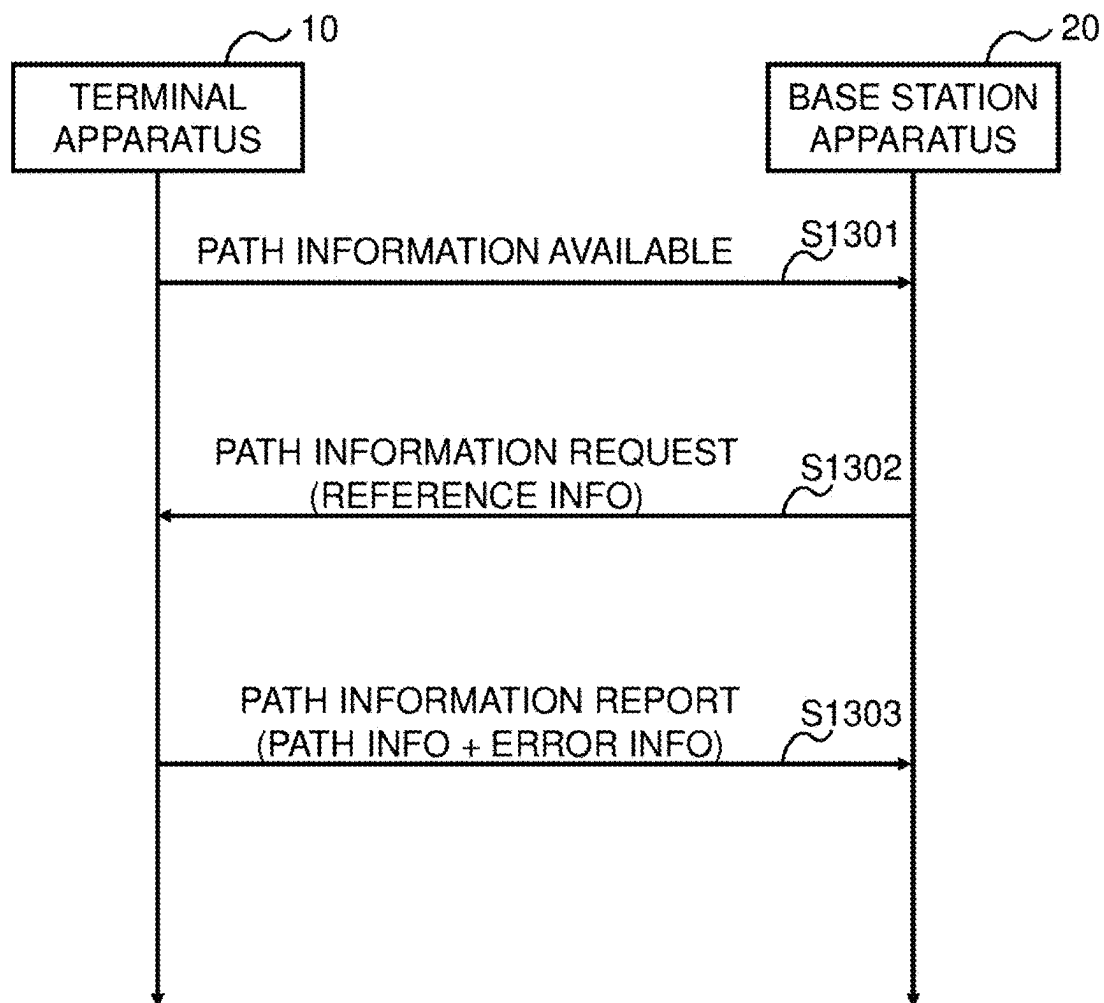 10
20
TERMINAL
APPARATUS
BASE STATION
APPARATUS
PATH INFORMATION AVAILABLE
S1301
PATH INFORMATION REQUEST
(REFERENCE INFO)
S1302
PATH INFORMATION REPORT
(PATH INFO + ERROR INFO)
S1303